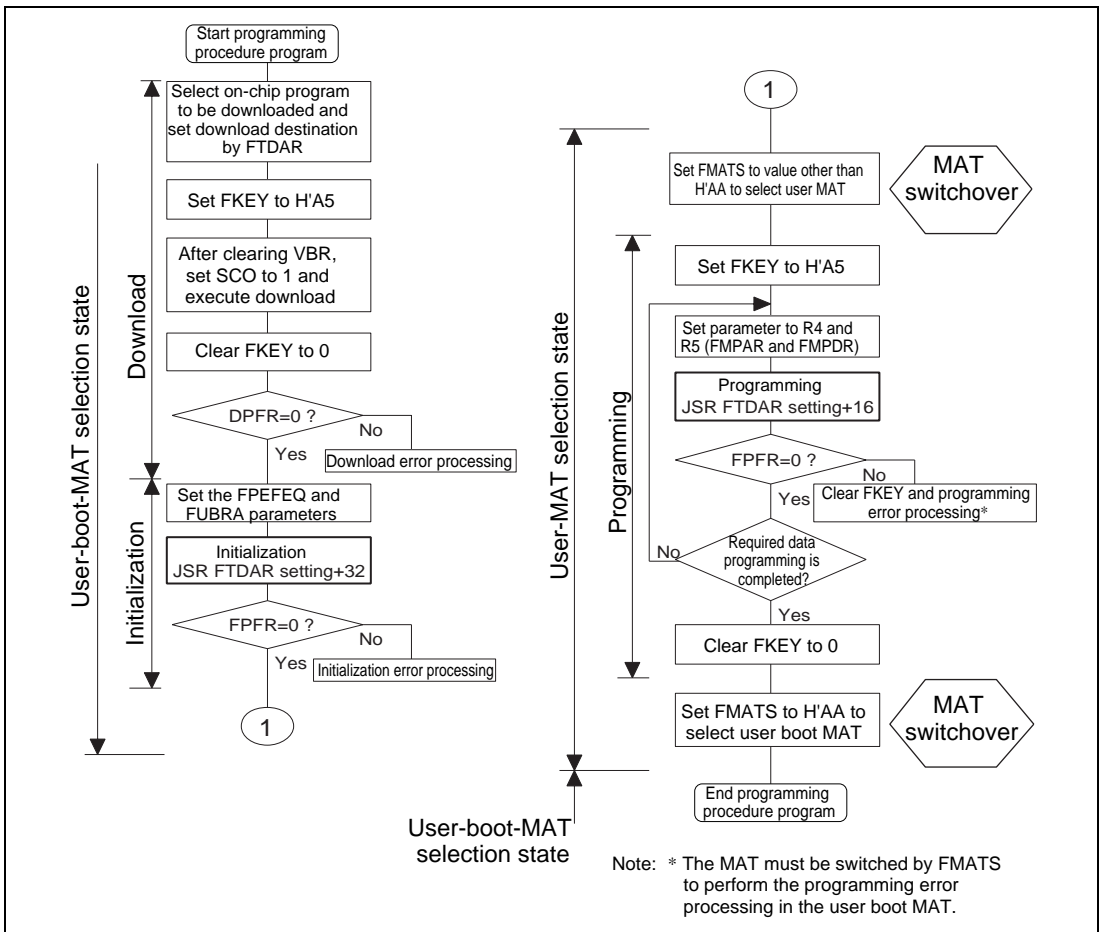 Start programming
procedure program
Select on-chip program
to be downloaded and
set download destination
by FTDAR
Set FKEY to H'A5
After clearing VBR,
set SCO to 1 and
execute download
Clear FKEY to 0
DPFR=0 ?
No
Yes
Download error processing
Set the FPEFEQ and
FUBRA parameters
Initialization
JSR FTDAR setting+32
FPFR=0 ?
No
Yes
Initialization error processing
1
Download
Initialization
User-boot-MAT selection state
1
Set FMATS to value other than
H'AA to select user MAT
MAT
switchover
Set FKEY to H'A5
Set parameter to R4 and
R5 (FMPAR and FMPDR)
Programming
JSR FTDAR setting+16
FPFR=0 ?
No
Yes
Clear FKEY and programming
error processing*
Required data
programming is
completed?
No
Yes
Clear FKEY to 0
Set FMATS to H'AA to
select user boot MAT
MAT
switchover
End programming
procedure program
Programming
User-MAT selection state
User-boot-MAT
selection state
Note: * The MAT must be switched by FMATS
to perform the programming error
processing in the user boot MAT.